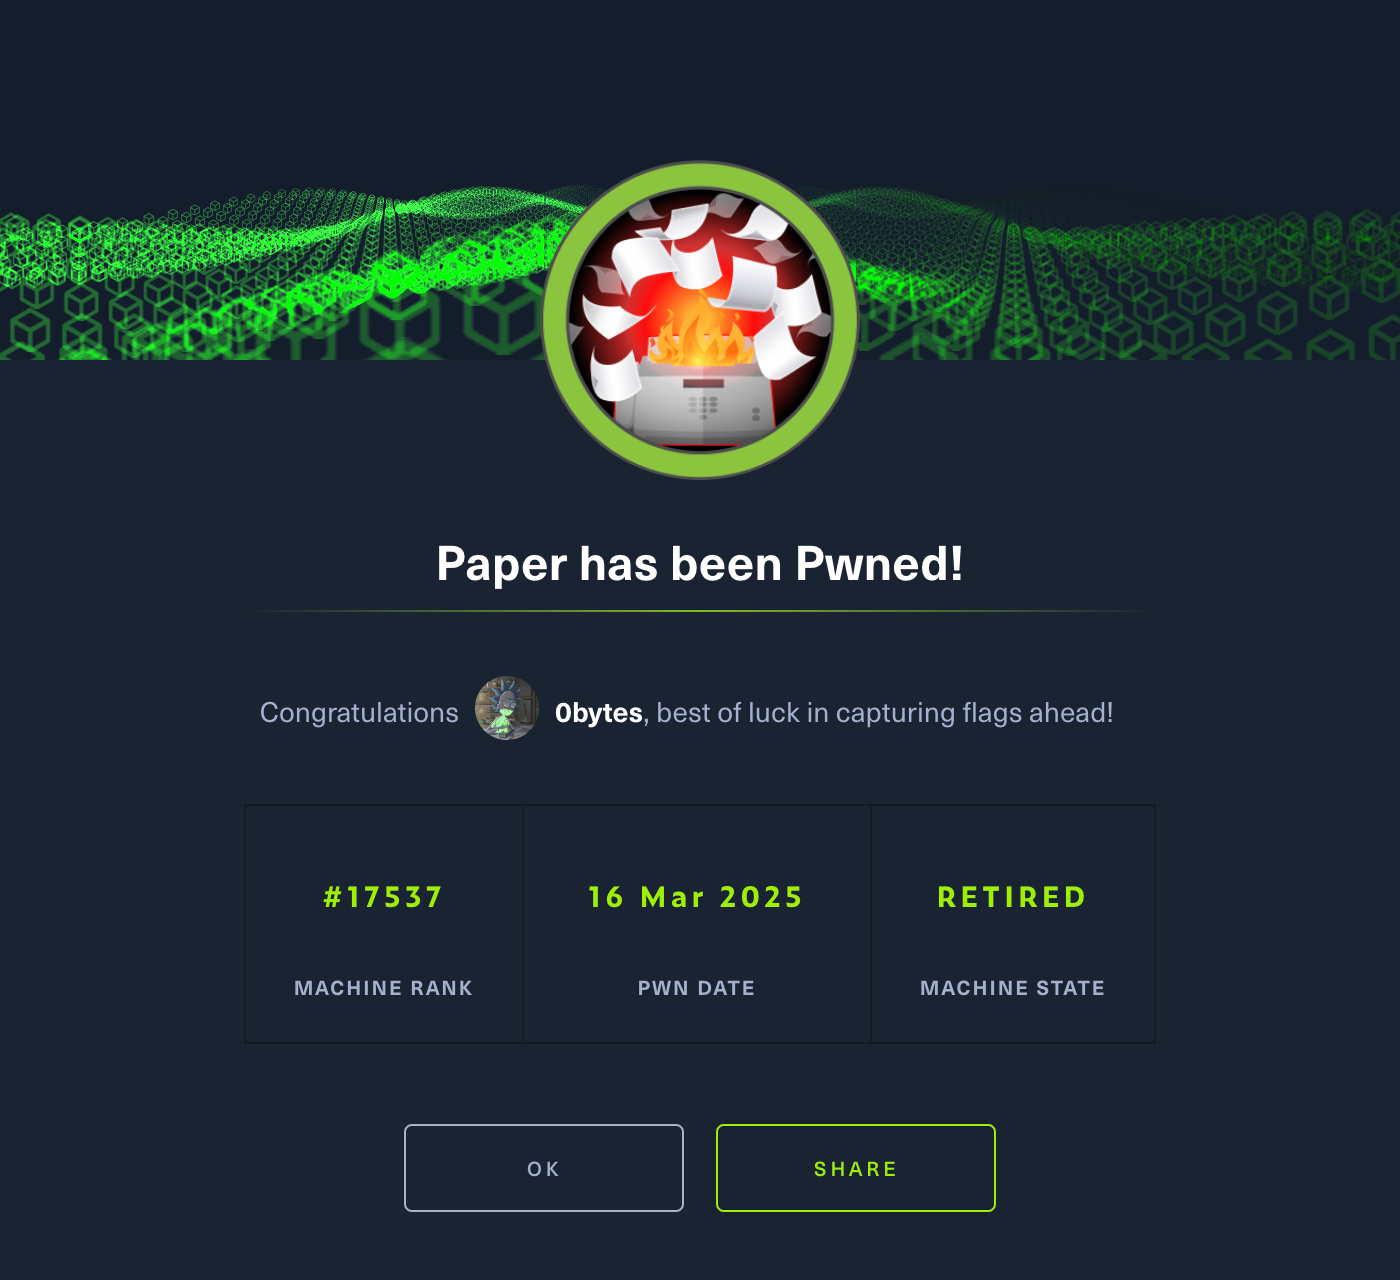 Paper has been Pwned!
Congratulations 0bytes, best of luck in capturing flags ahead!
#17537 16 Mar 2025 RETIRED
MACHINE RANK PWN DATE MACHINE STATE
OK SHARE